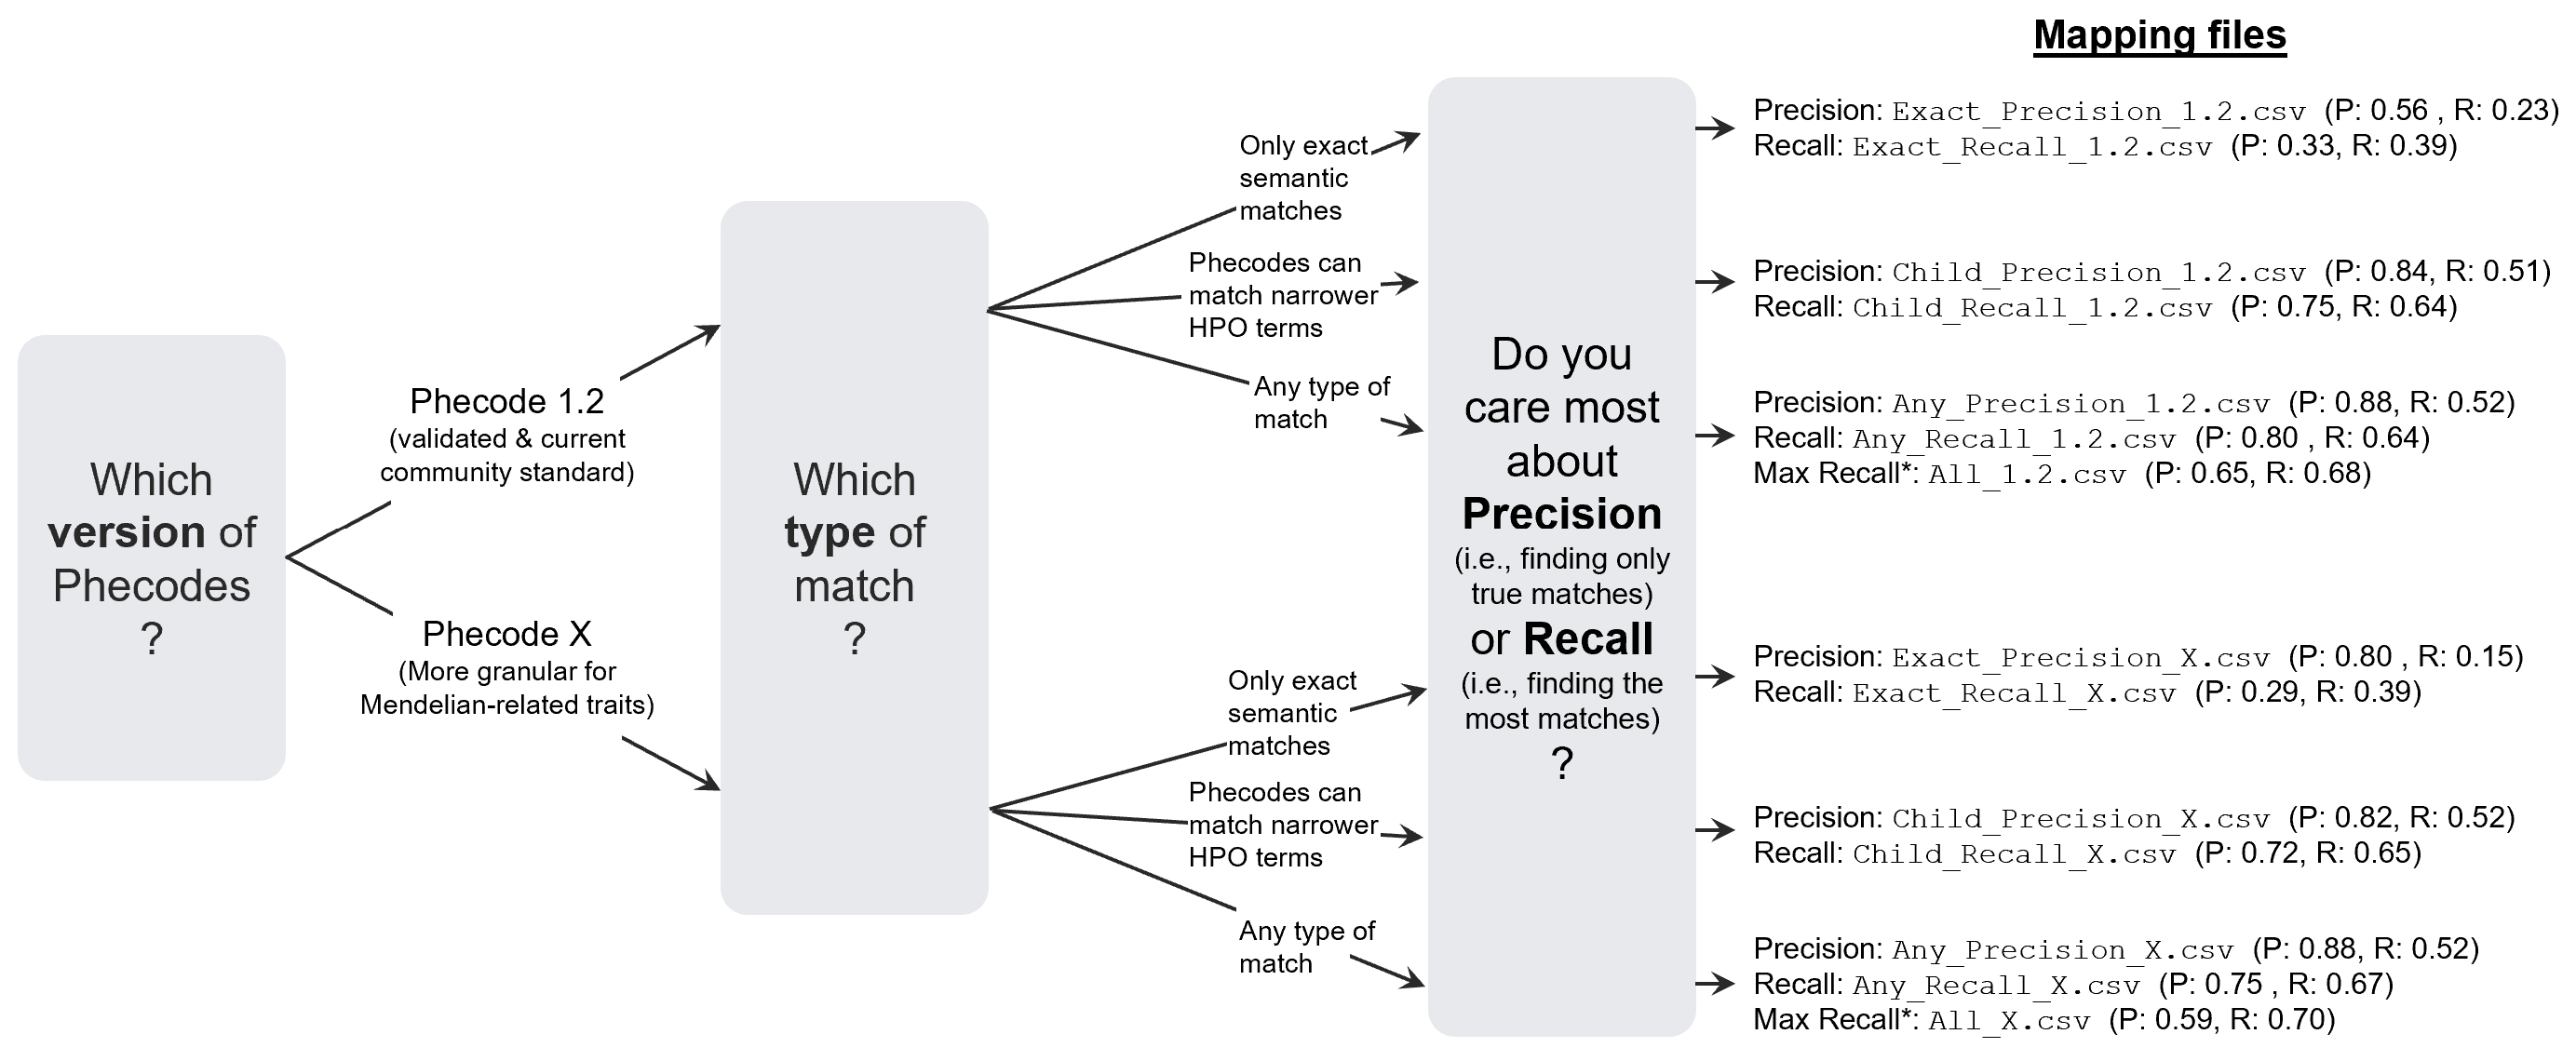 Mapping files
Which
version of
Phecodes
?
Phecode 1.2
(validated & current
community standard)
Phecode X
(More granular for
Mendelian-related traits)
Which
type of
match
?
Only exact
semantic
matches
Phecodes can
match narrower
HPO terms
Any type of
match
Only exact
semantic
matches
Phecodes can
match narrower
HPO terms
Any type of
match
Do you
care most
about
Precision
(i.e., finding only
true matches)
or Recall
(i.e., finding the
most matches)
?
Precision: Exact_Precision_1.2.csv (P: 0.56 , R: 0.23)
Recall: Exact_Recall_1.2.csv (P: 0.33, R: 0.39)
Precision: Child_Precision_1.2.csv (P: 0.84, R: 0.51)
Recall: Child_Recall_1.2.csv (P: 0.75, R: 0.64)
Precision: Any_Precision_1.2.csv (P: 0.88, R: 0.52)
Recall: Any_Recall_1.2.csv (P: 0.80 , R: 0.64)
Max Recall*: All_1.2.csv (P: 0.65, R: 0.68)
Precision: Exact_Precision_X.csv (P: 0.80 , R: 0.15)
Recall: Exact_Recall_X.csv (P: 0.29, R: 0.39)
Precision: Child_Precision_X.csv (P: 0.82, R: 0.52)
Recall: Child_Recall_X.csv (P: 0.72, R: 0.65)
Precision: Any_Precision_X.csv (P: 0.88, R: 0.52)
Recall: Any_Recall_X.csv (P: 0.75 , R: 0.67)
Max Recall*: All_X.csv (P: 0.59, R: 0.70)